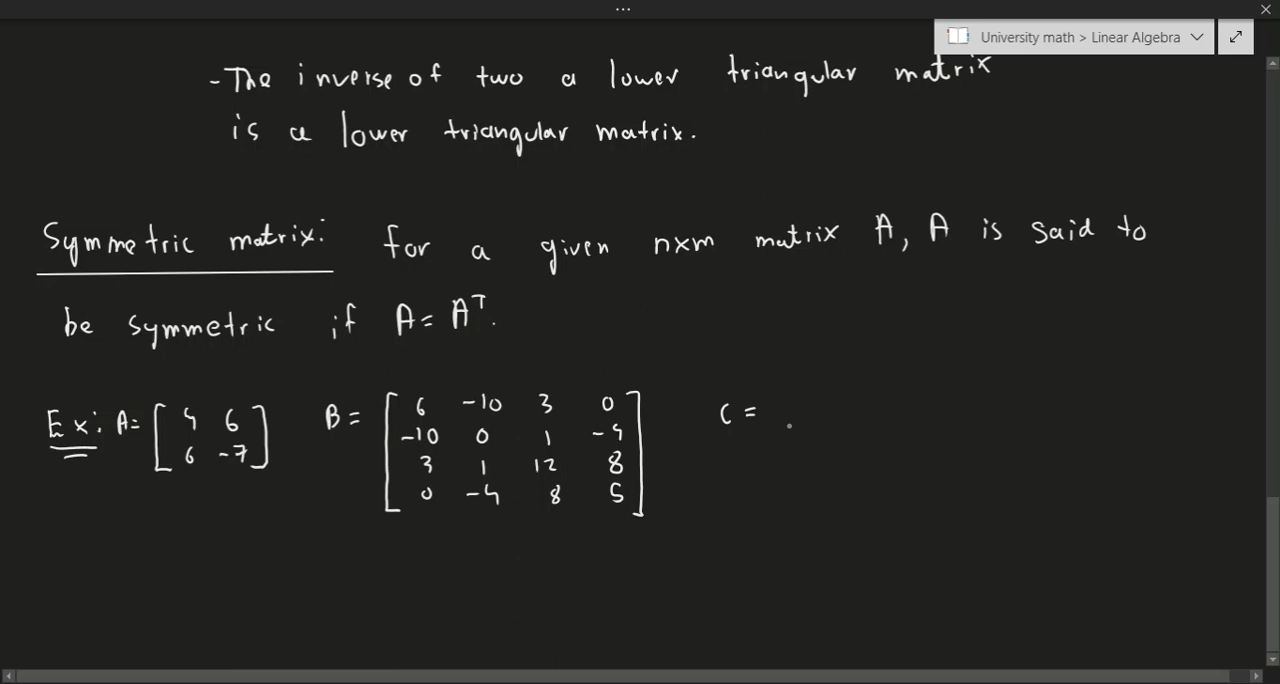 University math > Linear Algebra
- The inverse of two a lower triangular matrix
is a lower triangular matrix.
Symmetric matrix: for a given nxm matrix A, A is said to
be symmetric if A = Aᵀ.
Ex: A = [4 6; 6 -7] B = [6 -10 3 0; -10 0 1 -4; 3 1 12 8; 0 -4 8 5] C =